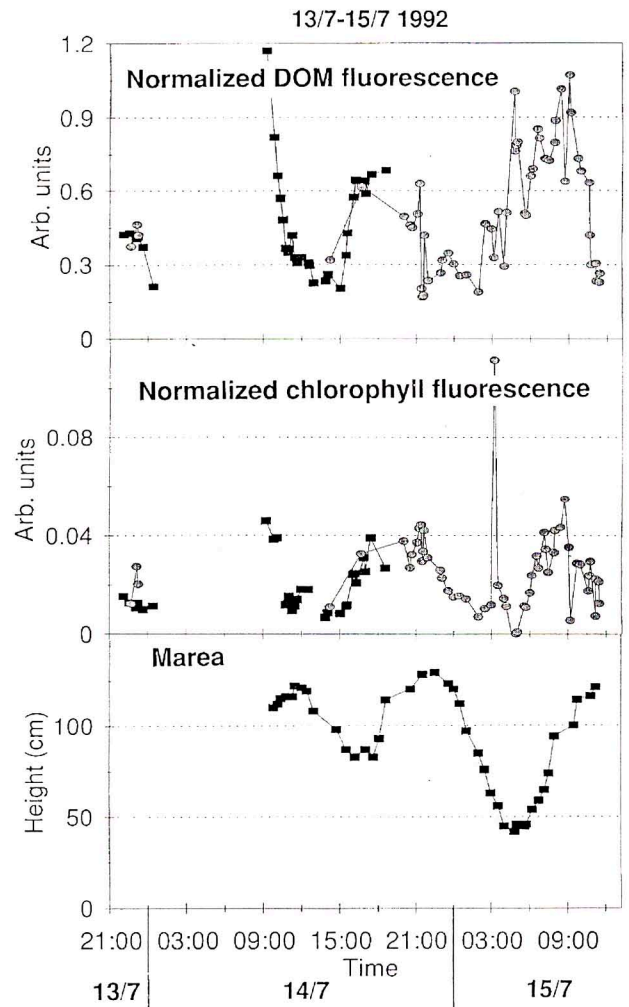 13/7-15/7 1992
Normalized DOM fluorescence
Arb. units
1.2
0.9
0.6
0.3
0
Normalized chlorophyll fluorescence
Arb. units
0.08
0.04
0
Marea
Height (cm)
100
50
0
21:00 03:00 09:00 15:00 21:00 03:00 09:00
Time
13/7 14/7 15/7